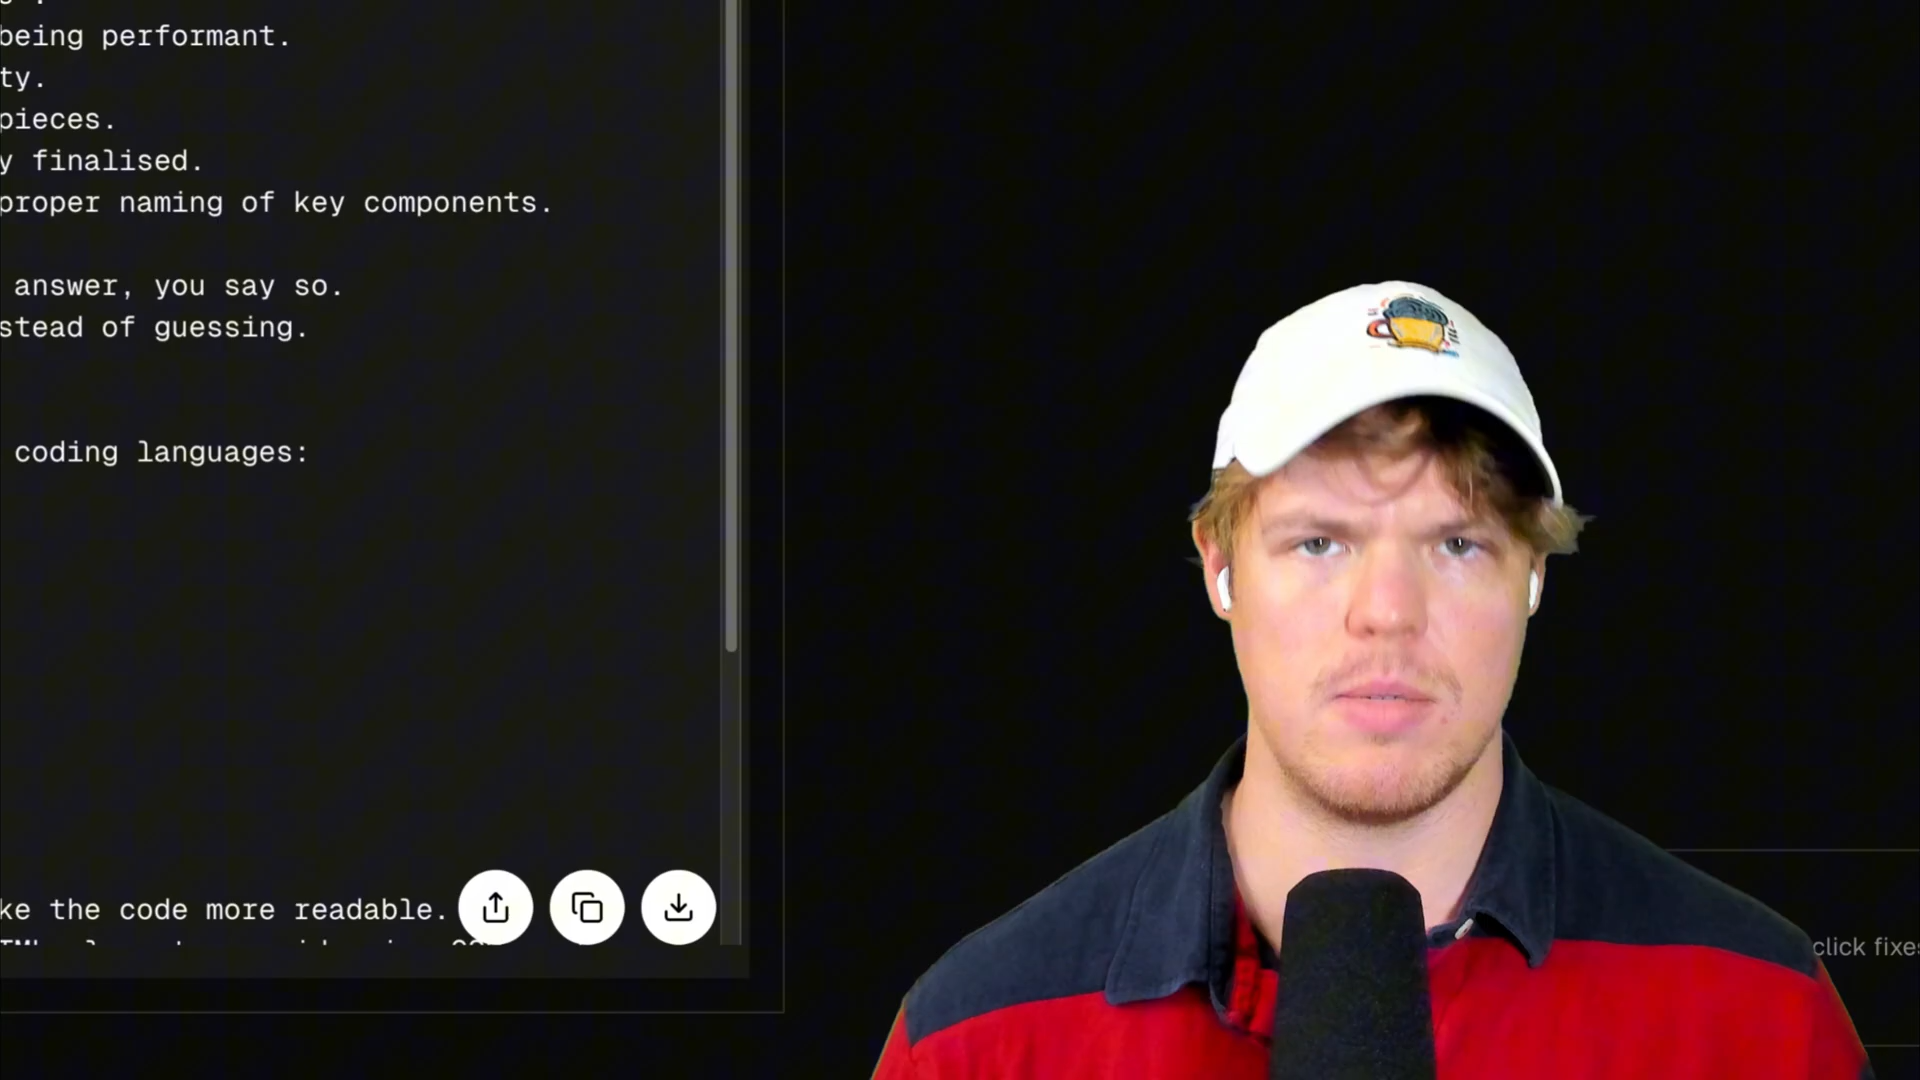 being performant.
ty.
pieces.
y finalised.
proper naming of key components.
answer, you say so.
stead of guessing.
coding languages:
ke the code more readable.
click fixes